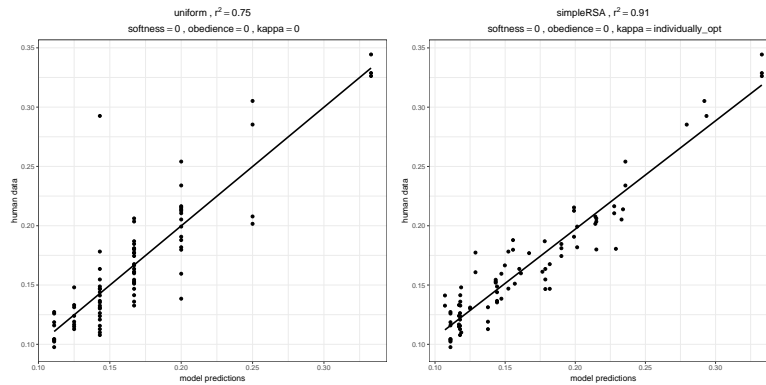 uniform , r² = 0.75
softness = 0 , obedience = 0 , kappa = 0
0.35
0.30
0.25
0.20
0.15
0.10
human data
0.10
0.15
0.20
0.25
0.30
model predictions
simpleRSA , r² = 0.91
softness = 0 , obedience = 0 , kappa = individually_opt
0.35
0.30
0.25
0.20
0.15
0.10
human data
0.10
0.15
0.20
0.25
0.30
model predictions